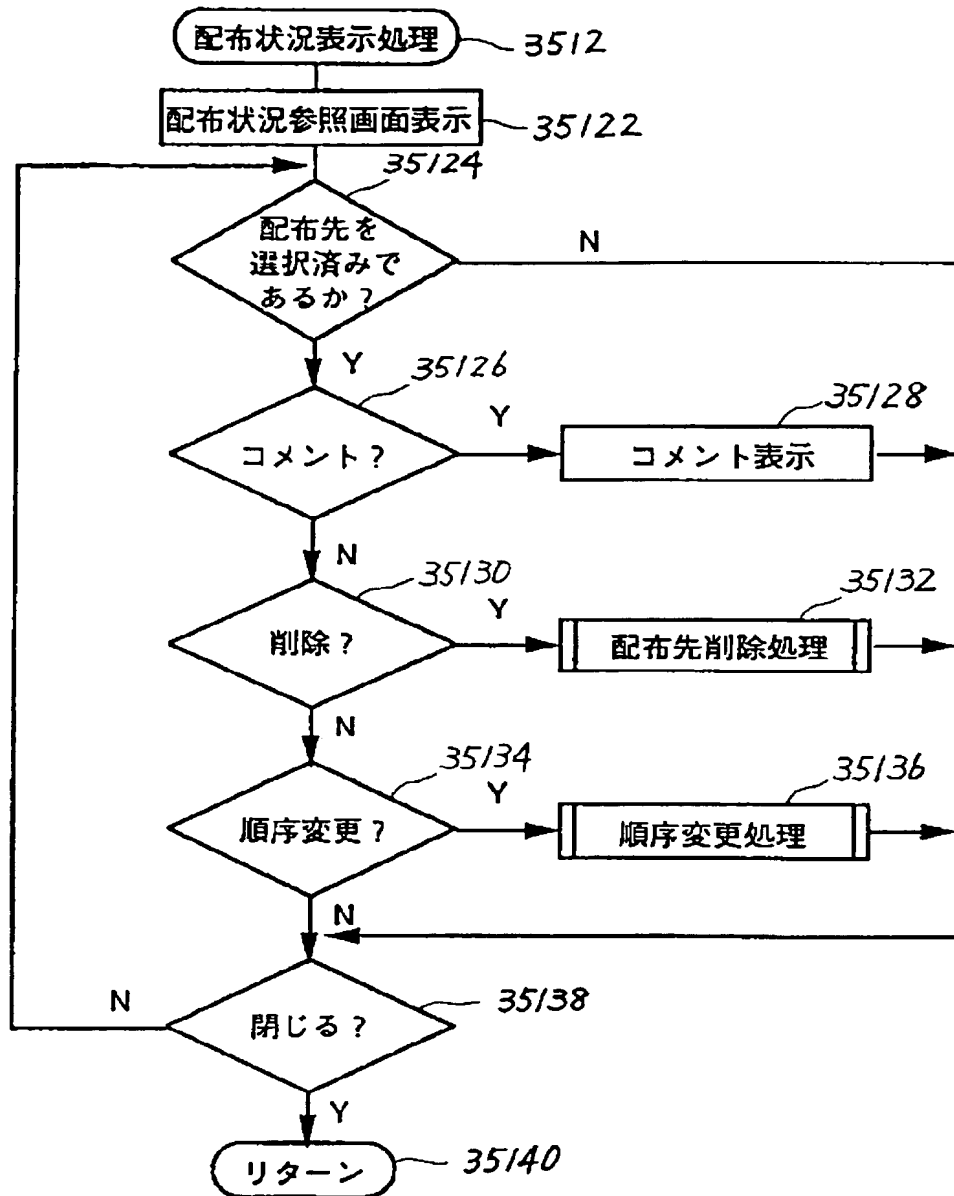 配布状況表示処理
3512
配布状況参照画面表示
35122
35124
配布先を
選択済みで
あるか?
N
Y
35126
コメント?
Y
35128
コメント表示
N
35130
削除?
Y
35132
配布先削除処理
N
35134
順序変更?
Y
35136
順序変更処理
N
35138
閉じる?
N
Y
リターン
35140